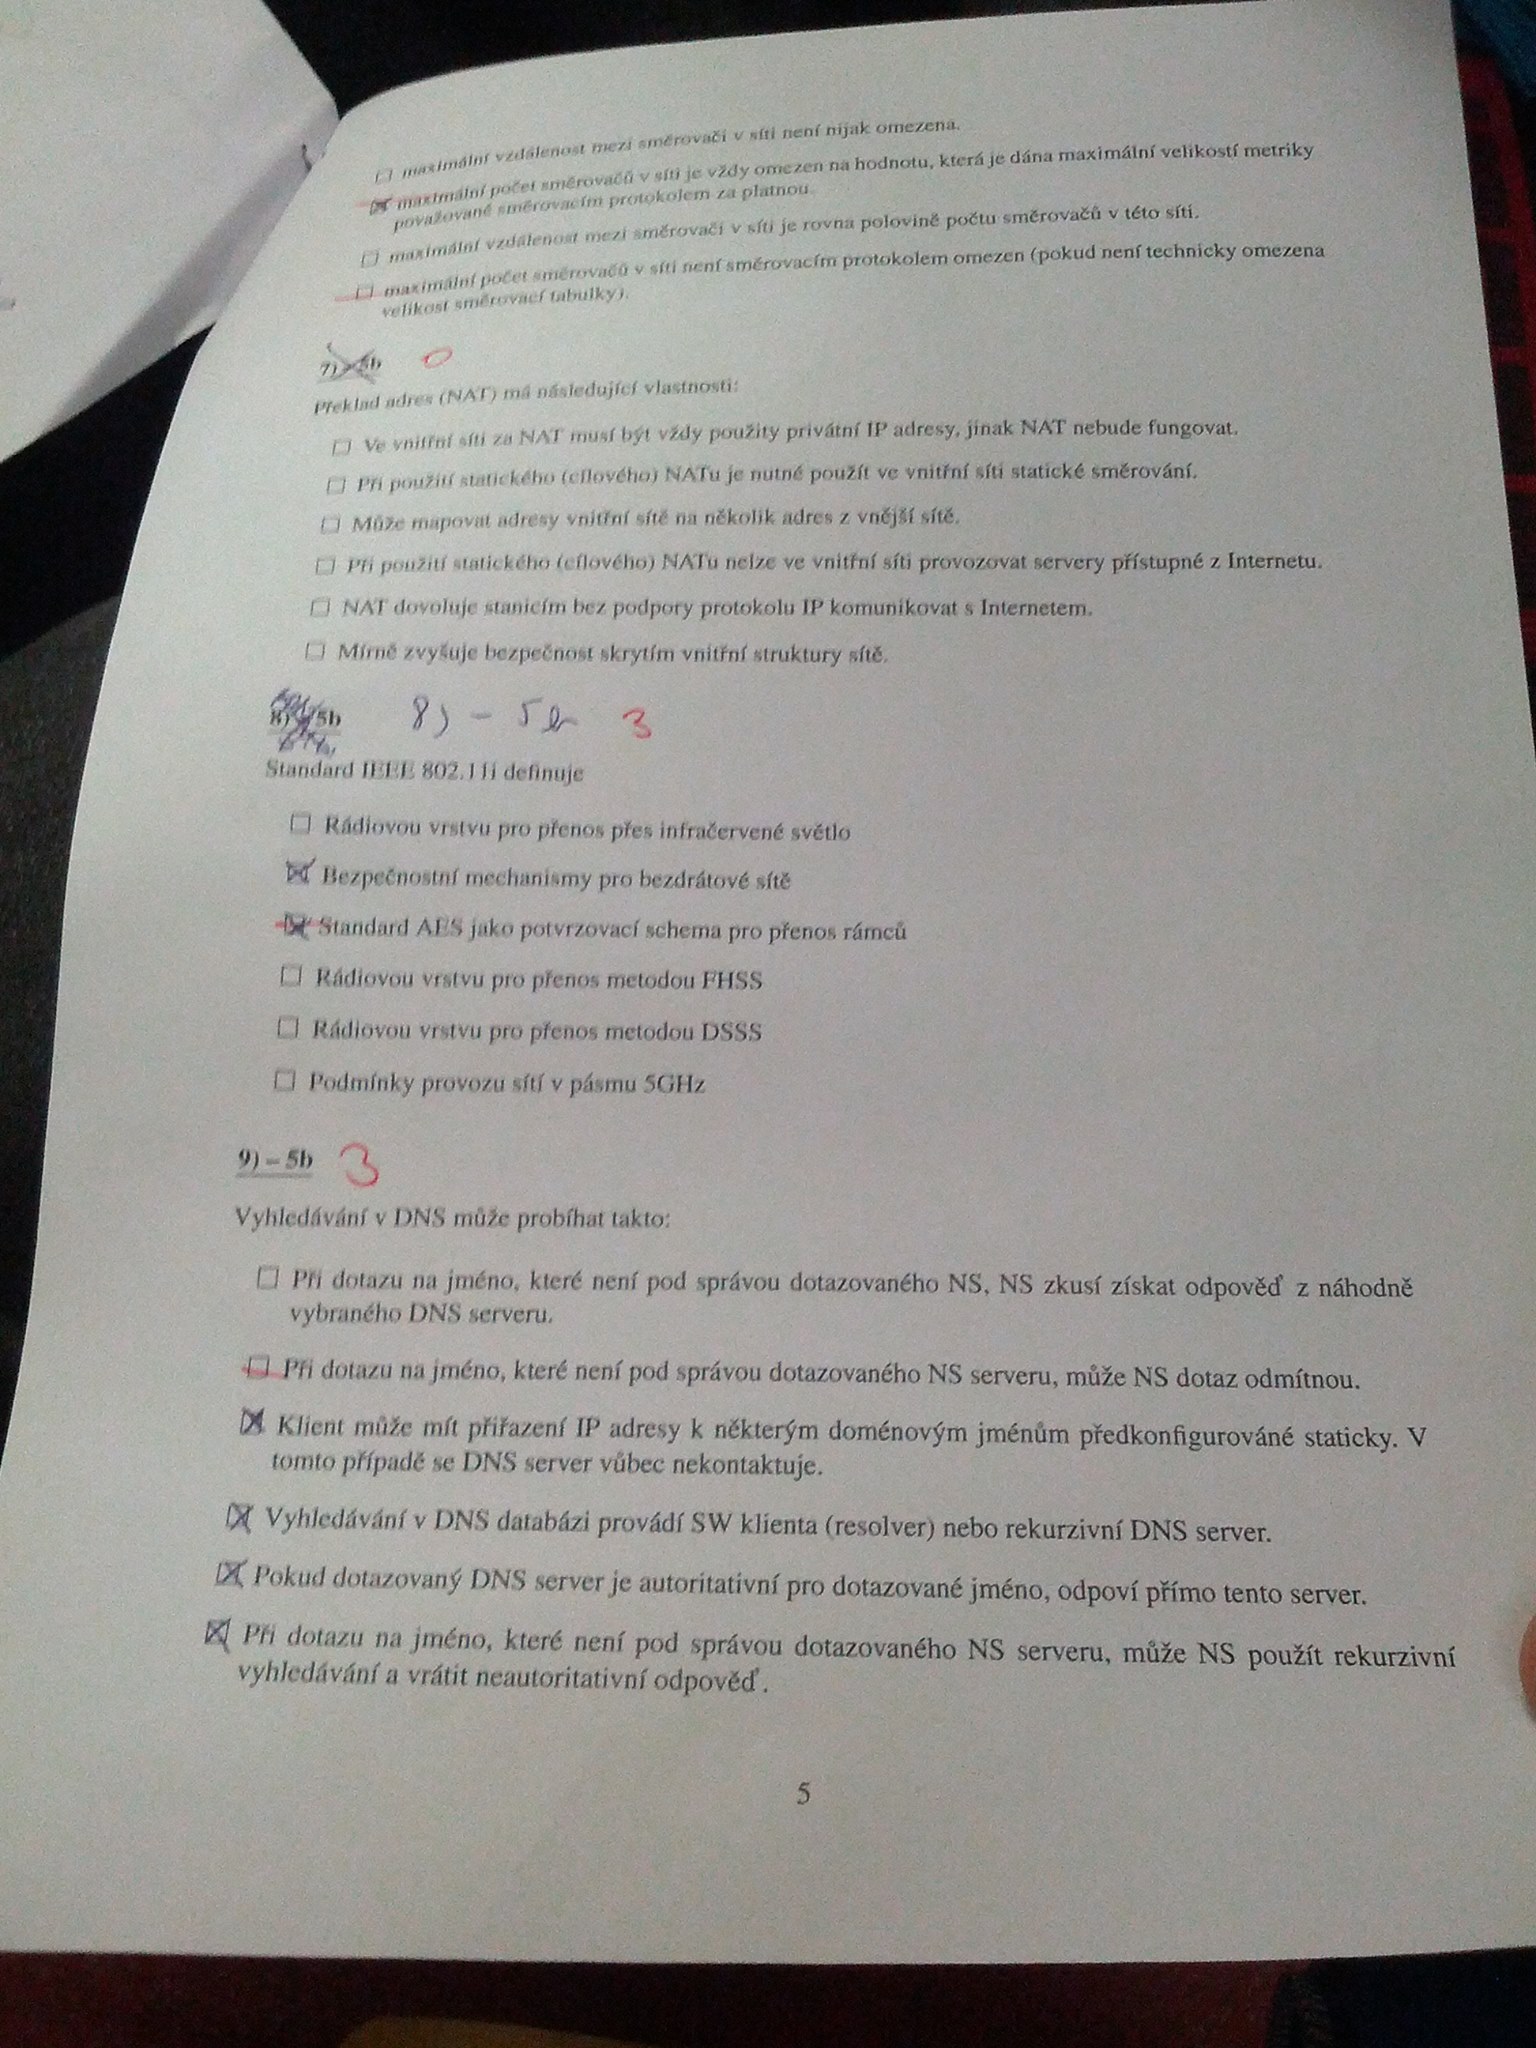 maximální vzdálenost mezi směrovači v síti není nijak omezena.
maximální počet směrovačů v síti je vždy omezen na hodnotu, která je dána maximální velikostí metriky
považované směrovacím protokolem za platnou.
maximální vzdálenost mezi směrovači v síti je rovna polovině počtu směrovačů v této síti.
maximální počet směrovačů v síti není směrovacím protokolem omezen (pokud není technicky omezena
velikost směrovací tabulky).
7) – 5b 0
Překlad adres (NAT) má následující vlastnosti:
Ve vnitřní síti za NAT musí být vždy použity privátní IP adresy, jinak NAT nebude fungovat.
Při použití statického (cílového) NATu je nutné použít ve vnitřní síti statické směrování.
Může mapovat adresy vnitřní sítě na několik adres z vnější sítě.
Při použití statického (cílového) NATu nelze ve vnitřní síti provozovat servery přístupné z Internetu.
NAT dovoluje stanicím bez podpory protokolu IP komunikovat s Internetem.
Mírně zvyšuje bezpečnost skrytím vnitřní struktury sítě.
8) – 5b 8) – 5b 3
Standard IEEE 802.11i definuje
Rádiovou vrstvu pro přenos přes infračervené světlo
Bezpečnostní mechanismy pro bezdrátové sítě
Standard AES jako potvrzovací schema pro přenos rámců
Rádiovou vrstvu pro přenos metodou FHSS
Rádiovou vrstvu pro přenos metodou DSSS
Podmínky provozu sítí v pásmu 5GHz
9) – 5b 3
Vyhledávání v DNS může probíhat takto:
Při dotazu na jméno, které není pod správou dotazovaného NS, NS zkusí získat odpověď z náhodně
vybraného DNS serveru.
Při dotazu na jméno, které není pod správou dotazovaného NS serveru, může NS dotaz odmítnou.
Klient může mít přiřazení IP adresy k některým doménovým jménům předkonfigurováné staticky. V
tomto případě se DNS server vůbec nekontaktuje.
Vyhledávání v DNS databázi provádí SW klienta (resolver) nebo rekurzivní DNS server.
Pokud dotazovaný DNS server je autoritativní pro dotazované jméno, odpoví přímo tento server.
Při dotazu na jméno, které není pod správou dotazovaného NS serveru, může NS použít rekurzivní
vyhledávání a vrátit neautoritativní odpověď.
5